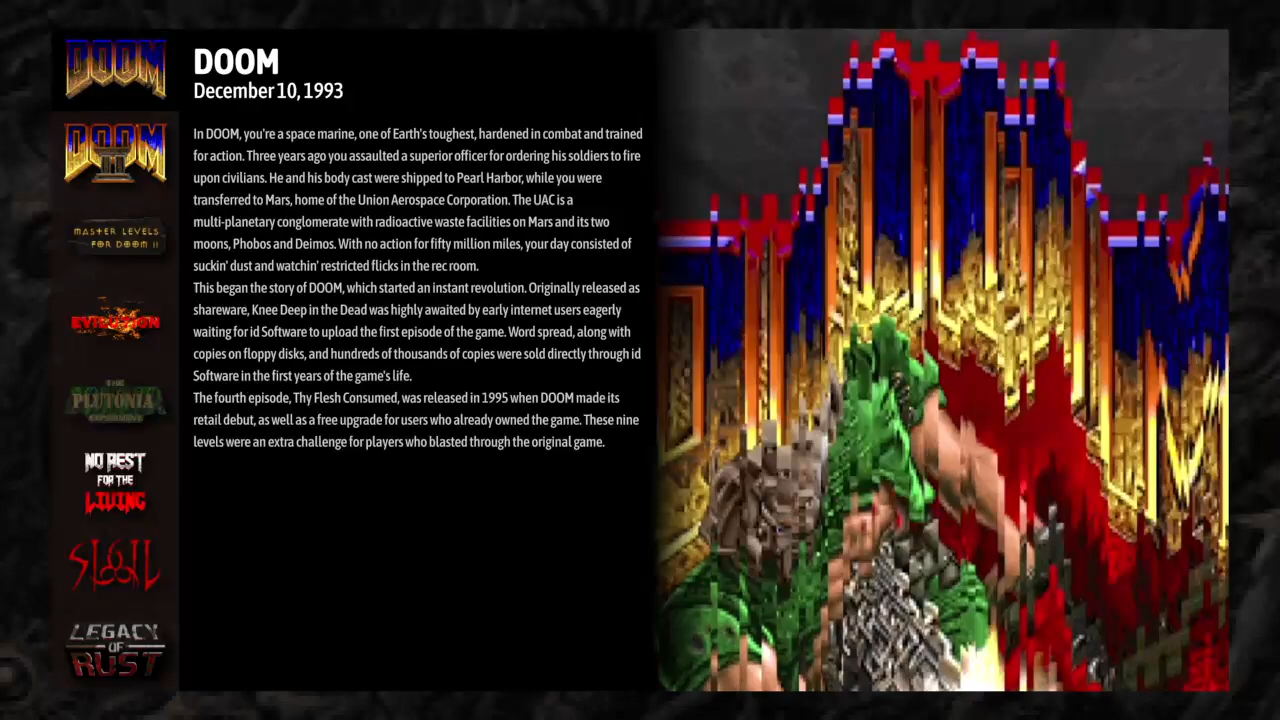 DOOM
DOOM
II
MASTER LEVELS
FOR DOOM II
EVILUTION
THE
PLUTONIA
EXPERIMENT
NO REST
FOR THE
LIVING
SIGIL
LEGACY
OF
RUST
DOOM
December 10, 1993
In DOOM, you're a space marine, one of Earth's toughest, hardened in combat and trained
for action. Three years ago you assaulted a superior officer for ordering his soldiers to fire
upon civilians. He and his body cast were shipped to Pearl Harbor, while you were
transferred to Mars, home of the Union Aerospace Corporation. The UAC is a
multi-planetary conglomerate with radioactive waste facilities on Mars and its two
moons, Phobos and Deimos. With no action for fifty million miles, your day consisted of
suckin' dust and watchin' restricted flicks in the rec room.
This began the story of DOOM, which started an instant revolution. Originally released as
shareware, Knee Deep in the Dead was highly awaited by early internet users eagerly
waiting for id Software to upload the first episode of the game. Word spread, along with
copies on floppy disks, and hundreds of thousands of copies were sold directly through id
Software in the first years of the game's life.
The fourth episode, Thy Flesh Consumed, was released in 1995 when DOOM made its
retail debut, as well as a free upgrade for users who already owned the game. These nine
levels were an extra challenge for players who blasted through the original game.